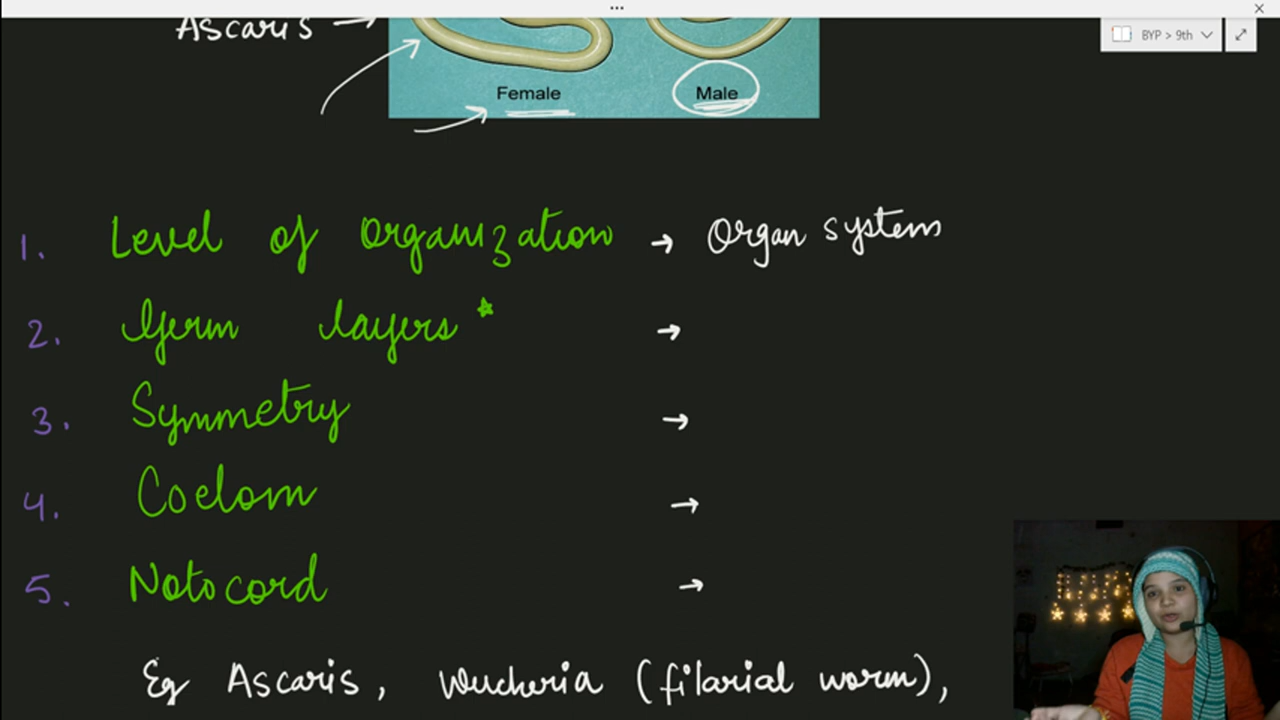 ...
BYP > 9th
Ascaris →
Female Male
1. Level of organization → Organ system
2. Germ layers* →
3. Symmetry →
4. Coelom →
5. Notocord →
Eg Ascaris, Wucheria (filarial worm),